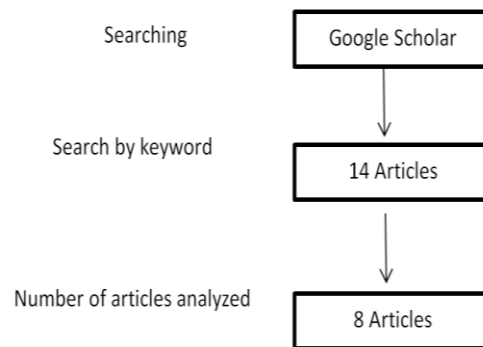 Searching
Google Scholar
Search by keyword
14 Articles
Number of articles analyzed
8 Articles